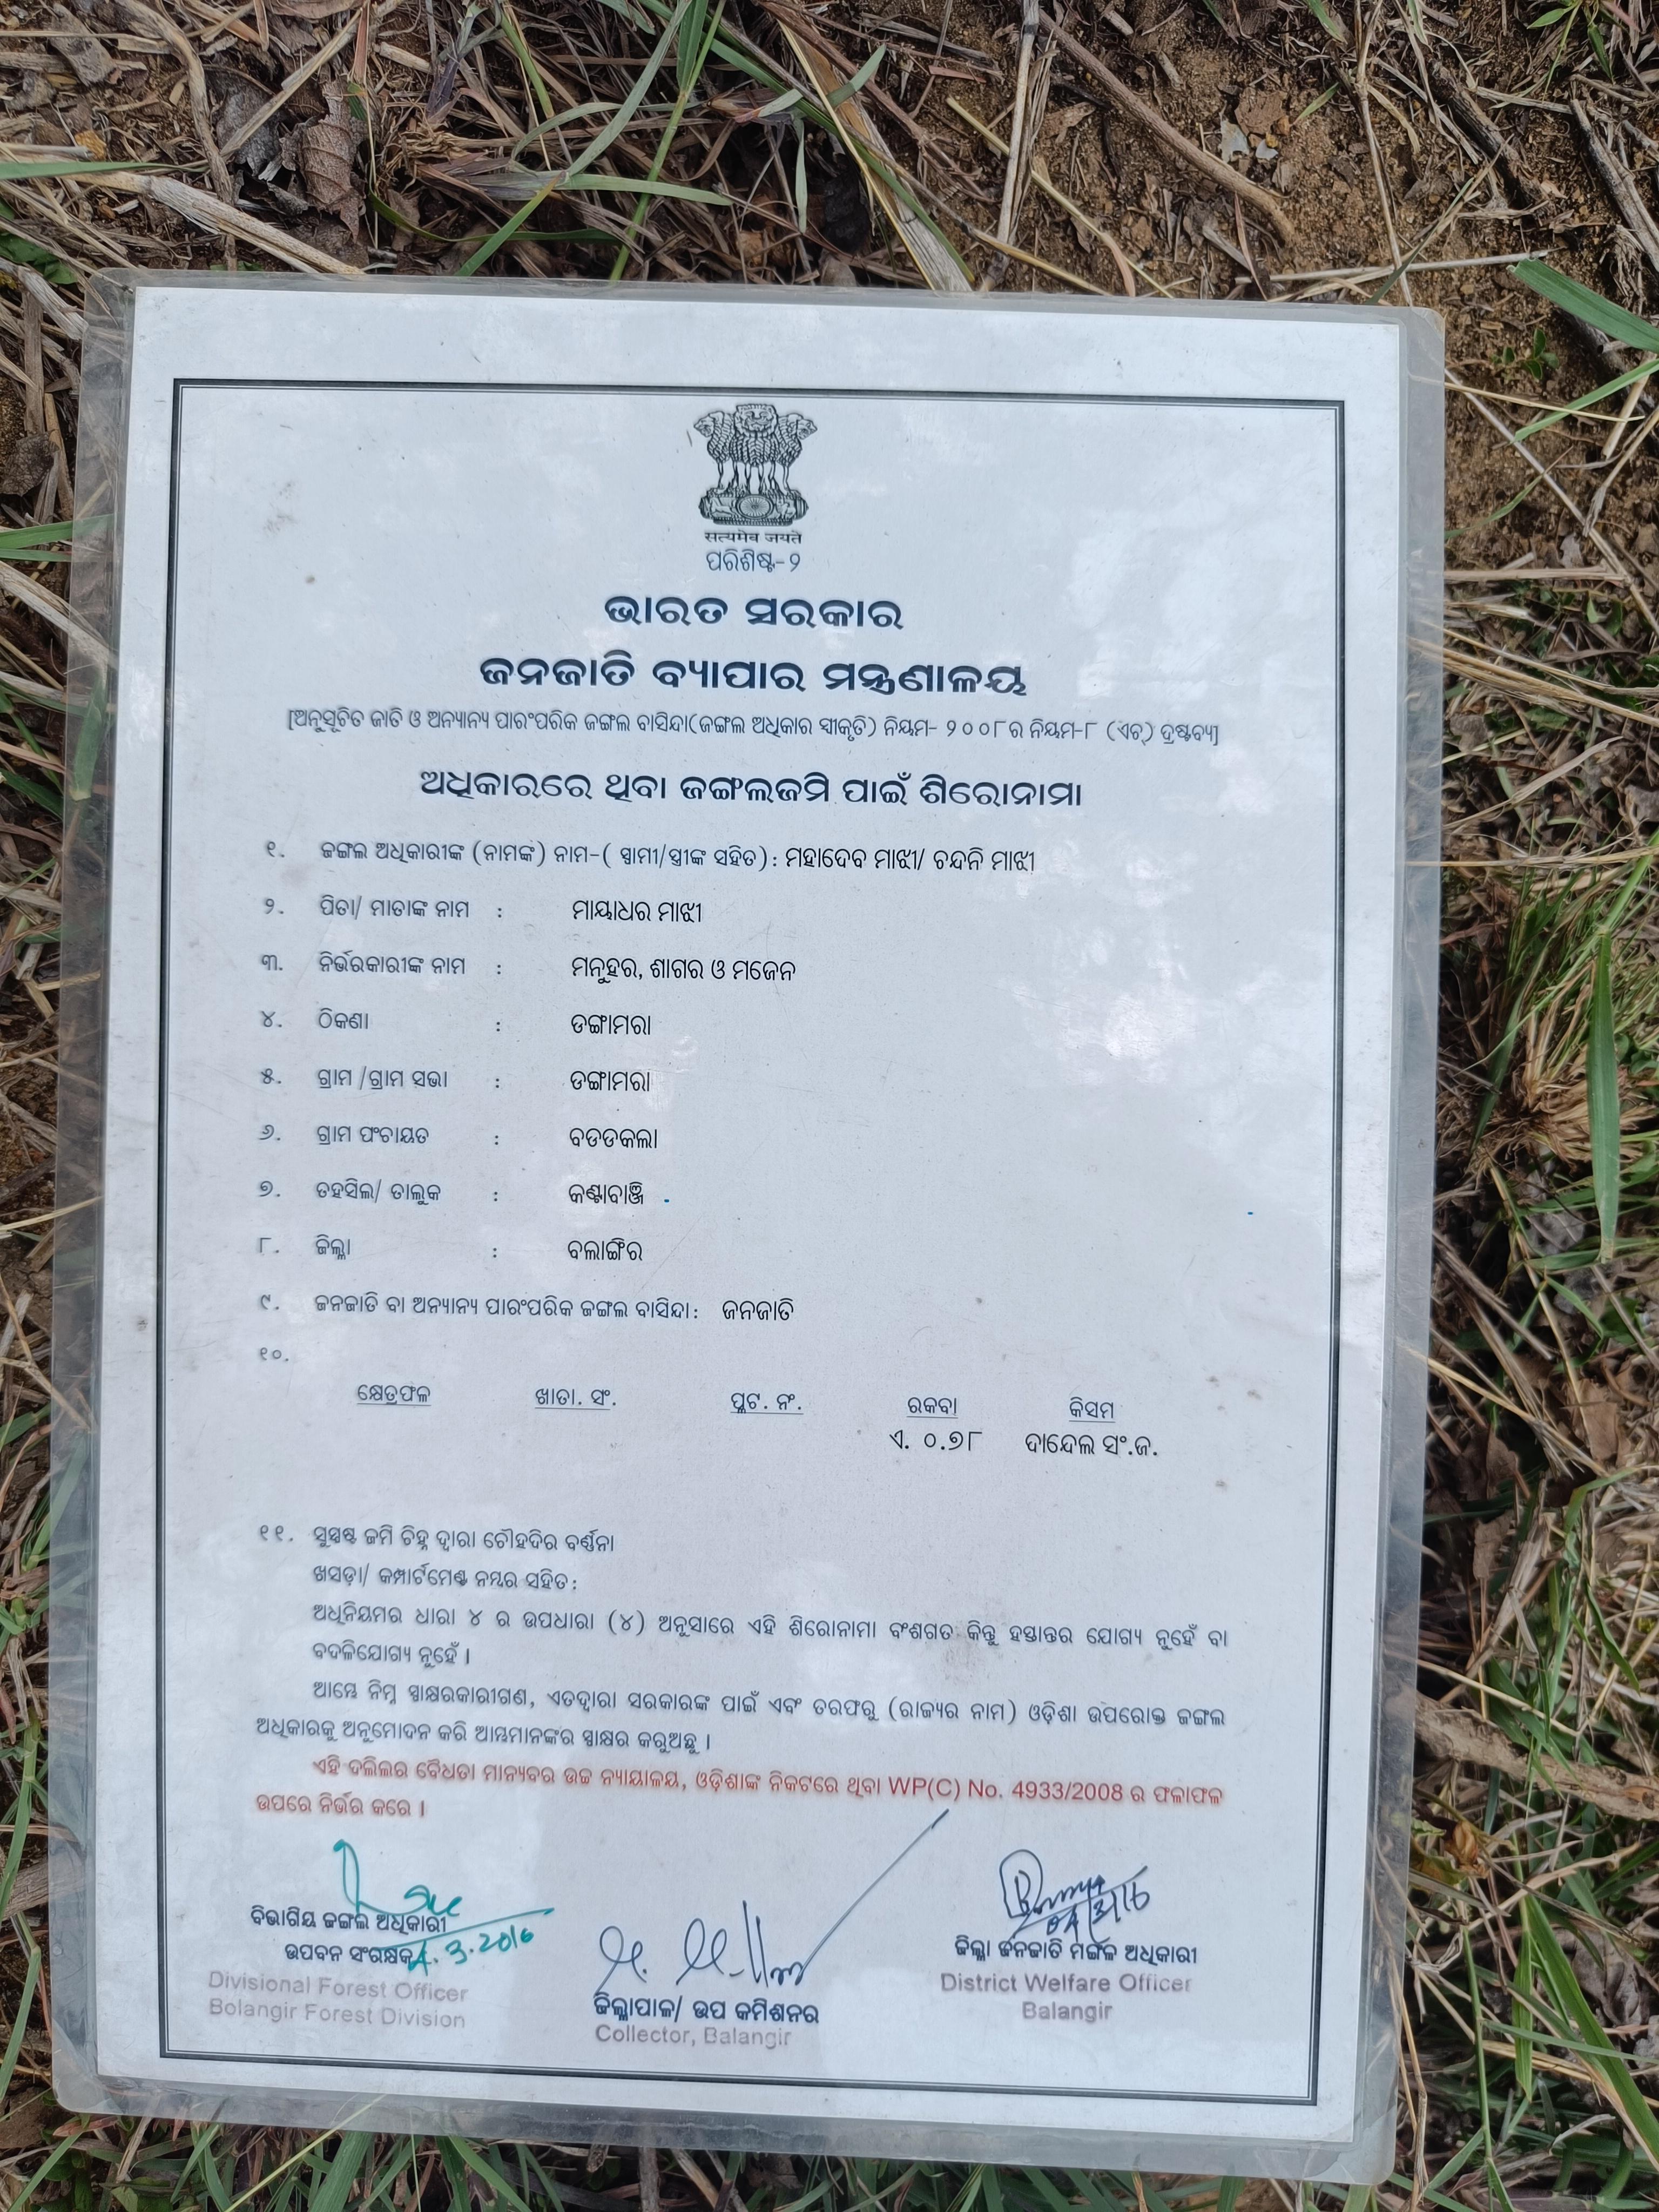 सत्यमेव जयते
ପରିଶିଷ୍ଟ-୨
ଭାରତ ସରକାର
ଜନଜାତି ବ୍ୟାପାର ମନ୍ତ୍ରଣାଳୟ
[ଅନୁସୂଚିତ ଜାତି ଓ ଅନ୍ୟାନ୍ୟ ପାରଂପରିକ ଜଙ୍ଗଲ ବାସିନ୍ଦା(ଜଙ୍ଗଲ ଅଧିକାର ସ୍ୱୀକୃତି) ନିୟମ- ୨୦୦୮ ର ନିୟମ-୮ (ଏଚ୍) ଦ୍ରଷ୍ଟବ୍ୟ]
ଅଧିକାରରେ ଥିବା ଜଙ୍ଗଲଜମି ପାଇଁ ଶିରୋନାମା
୧. ଜଙ୍ଗଲ ଅଧିକାରୀଙ୍କ (ନାମଙ୍କ) ନାମ-( ସ୍ୱାମୀ/ସ୍ତ୍ରୀଙ୍କ ସହିତ): ମହାଦେବ ମାଝୀ/ ଚନ୍ଦନି ମାଝୀ
୨. ପିତା/ ମାତାଙ୍କ ନାମ : ମାୟାଧର ମାଝୀ
୩. ନିର୍ଭରକାରୀଙ୍କ ନାମ : ମନୁହର, ଶାଗର ଓ ମଜେନ
୪. ଠିକଣା : ଡଙ୍ଗାମରା
୫. ଗ୍ରାମ /ଗ୍ରାମ ସଭା : ଡଙ୍ଗାମରା
୬. ଗ୍ରାମ ପଂଚାୟତ : ବଡଡକଲା
୭. ତହସିଲ/ ତାଲୁକ : କଣ୍ଟାବାଞ୍ଜି
୮. ଜିଲ୍ଲା : ବଲାଙ୍ଗିର
୯. ଜନଜାତି ବା ଅନ୍ୟାନ୍ୟ ପାରଂପରିକ ଜଙ୍ଗଲ ବାସିନ୍ଦା: ଜନଜାତି
୧୦.
କ୍ଷେତ୍ରଫଳ ଖାତା. ସଂ. ପ୍ଲଟ. ନଂ. ରକବା କିସମ
ଏ. ୦.୭୮ ଦାନ୍ଦେଲ ସଂ.ଜ.
୧୧. ସୁସ୍ପଷ୍ଟ ଜମି ଚିହ୍ନ ଦ୍ୱାରା ଚୌହଦିର ବର୍ଣ୍ଣନା
ଖସଡ଼ା/ କମ୍ପାର୍ଟମେଣ୍ଟ ନମ୍ବର ସହିତ:
ଅଧିନିୟମର ଧାରା ୪ ର ଉପଧାରା (୪) ଅନୁସାରେ ଏହି ଶିରୋନାମା ବଂଶଗତ କିନ୍ତୁ ହସ୍ତାନ୍ତର ଯୋଗ୍ୟ ନୁହେଁ ବା
ବଦଳିଯୋଗ୍ୟ ନୁହେଁ ।
ଆମ୍ଭେ ନିମ୍ନ ସ୍ୱାକ୍ଷରକାରୀଗଣ, ଏତଦ୍ୱାରା ସରକାରଙ୍କ ପାଇଁ ଏବଂ ତରଫରୁ (ରାଜ୍ୟର ନାମ) ଓଡ଼ିଶା ଉପରୋକ୍ତ ଜଙ୍ଗଲ
ଅଧିକାରକୁ ଅନୁମୋଦନ କରି ଆମ୍ଭମାନଙ୍କର ସ୍ୱାକ୍ଷର କରୁଅଛୁ ।
ଏହି ଦଲିଲର ବୈଧତା ମାନ୍ୟବର ଉଚ୍ଚ ନ୍ୟାୟାଳୟ, ଓଡ଼ିଶାଙ୍କ ନିକଟରେ ଥିବା WP(C) No. 4933/2008 ର ଫଳାଫଳ
ଉପରେ ନିର୍ଭର କରେ ।
ବିଭାଗିୟ ଜଙ୍ଗଲ ଅଧିକାରୀ
ଉପବନ ସଂରକ୍ଷକ 4.3.2016
Divisional Forest Officer
Bolangir Forest Division
ଜିଲ୍ଲାପାଳ/ ଉପ କମିଶନର
Collector, Balangir
04/3/16
ଜିଲ୍ଲା ଜନଜାତି ମଙ୍ଗଳ ଅଧିକାରୀ
District Welfare Officer
Balangir